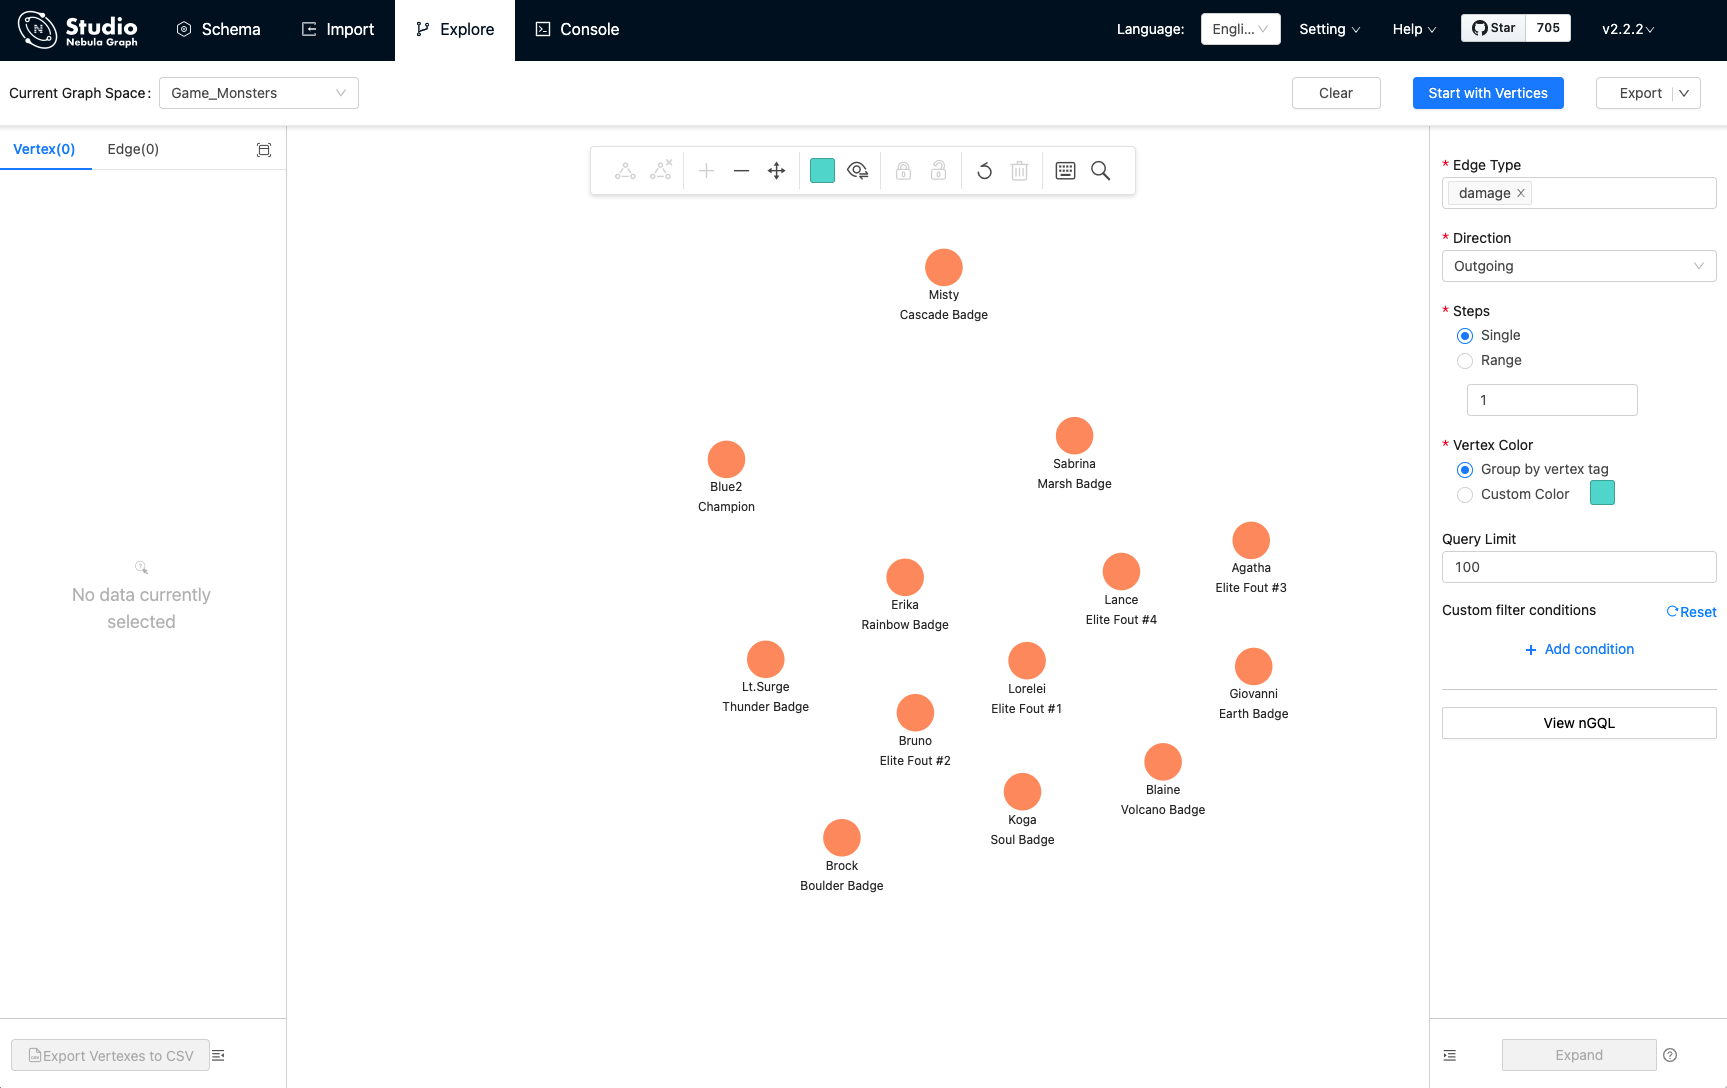 Studio
Nebula Graph
Schema
Import
Explore
Console
Language:
Engli...
Setting
Help
Star
705
v2.2.2
Current Graph Space:
Game_Monsters
Clear
Start with Vertices
Export
Vertex(0)
Edge(0)
No data currently
selected
Export Vertexes to CSV
Misty
Cascade Badge
Blue2
Champion
Sabrina
Marsh Badge
Agatha
Elite Fout #3
Erika
Rainbow Badge
Lance
Elite Fout #4
Lt.Surge
Thunder Badge
Lorelei
Elite Fout #1
Giovanni
Earth Badge
Bruno
Elite Fout #2
Blaine
Volcano Badge
Koga
Soul Badge
Brock
Boulder Badge
* Edge Type
damage
* Direction
Outgoing
* Steps
Single
Range
1
* Vertex Color
Group by vertex tag
Custom Color
Query Limit
100
Custom filter conditions
Reset
+ Add condition
View nGQL
Expand